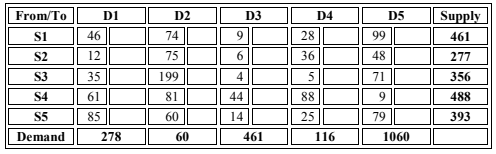 From/To D1 D2 D3 D4 D5 Supply
S1 46 74 9 28 99 461
S2 12 75 6 36 48 277
S3 35 199 4 5 71 356
S4 61 81 44 88 9 488
S5 85 60 14 25 79 393
Demand 278 60 461 116 1060